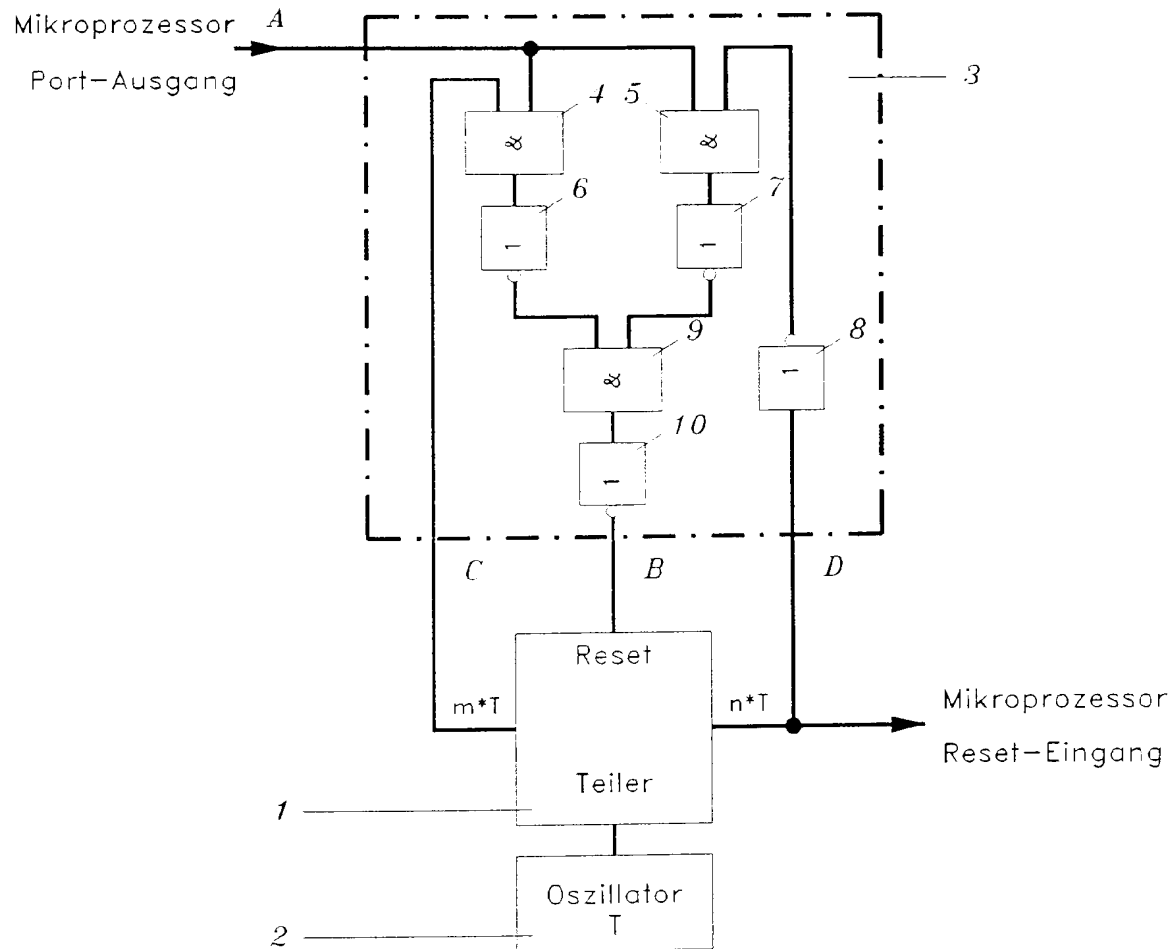 Mikroprozessor A
Port-Ausgang
3
4 5
&
&
6
7
1
1
9
8
&
1
10
1
C B D
Reset
m*T n*T
Mikroprozessor
Reset-Eingang
Teiler
1
Oszillator
T
2